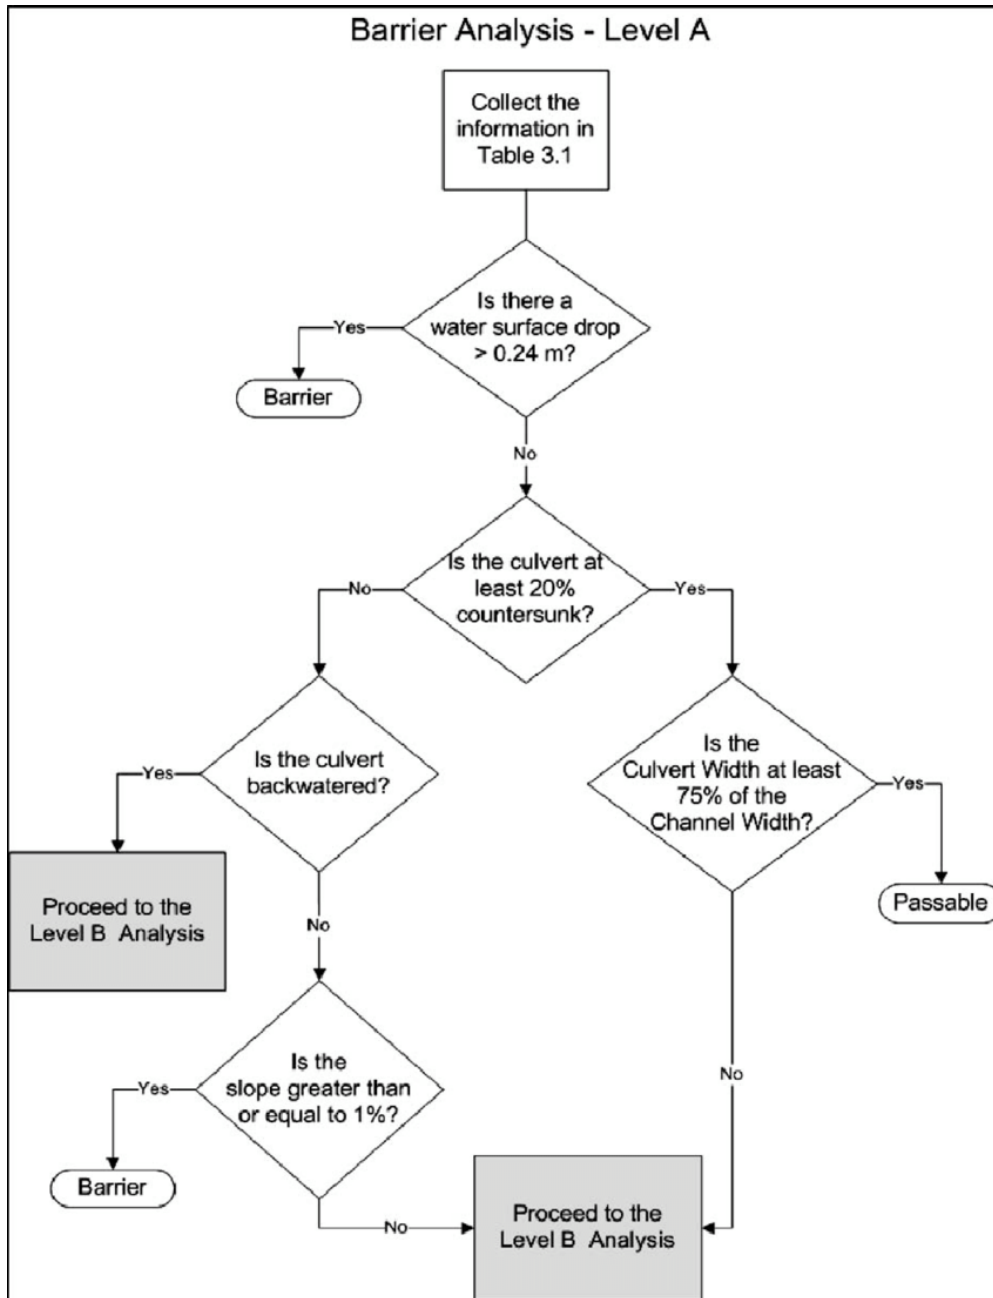 Barrier Analysis - Level A
Collect the
information in
Table 3.1
Is there a
water surface drop
> 0.24 m?
Yes
Barrier
No
Is the culvert at
least 20%
countersunk?
No
Yes
Is the culvert
backwatered?
Is the
Culvert Width at least
75% of the
Channel Width?
Yes
Yes
Proceed to the
Level B Analysis
Passable
No
Is the
slope greater than
or equal to 1%?
Yes
No
Barrier
No
Proceed to the
Level B Analysis